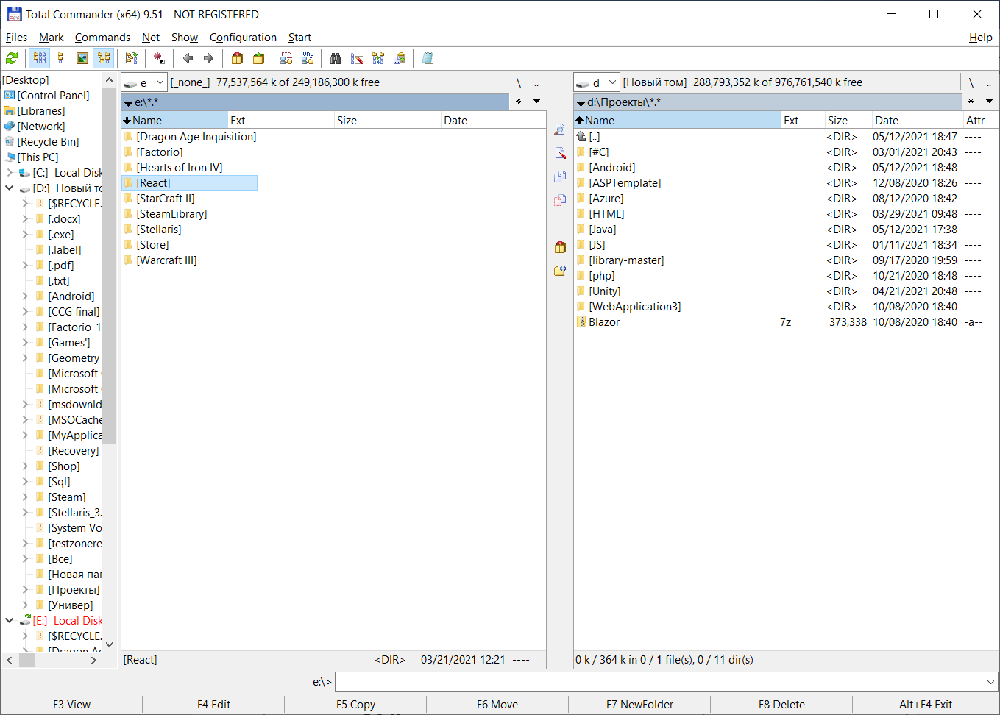 Total Commander (x64) 9.51 - NOT REGISTERED
Files Mark Commands Net Show Configuration Start Help
FTP URL
[Desktop]
[Control Panel]
[Libraries]
[Network]
[Recycle Bin]
[This PC]
[C:] Local Disk
[D:] Новый то
[$RECYCLE.
[.docx]
[.exe]
[.label]
[.pdf]
[.txt]
[Android]
[CCG final]
[Factorio_1
[Games']
[Geometry_
[Microsoft
[Microsoft
[msdownld
[MSOCache
[MyApplica
[Recovery]
[Shop]
[Sql]
[Steam]
[Stellaris_3.
[System Vo
[testzonere
[Все]
[Новая пап
[Проекты]
[Универ]
[E:] Local Disk
[$RECYCLE.
[Dragon Ag
e [_none_] 77,537,564 k of 249,186,300 k free \ ..
e:\*.* *
Name Ext Size Date
[Dragon Age Inquisition]
[Factorio]
[Hearts of Iron IV]
[React]
[StarCraft II]
[SteamLibrary]
[Stellaris]
[Store]
[Warcraft III]
[React] <DIR> 03/21/2021 12:21 ----
d [Новый том] 288,793,352 k of 976,761,540 k free \ ..
d:\Проекты\*.* *
Name Ext Size Date Attr
[..] <DIR> 05/12/2021 18:47 ----
[#C] <DIR> 03/01/2021 20:43 ----
[Android] <DIR> 05/12/2021 18:48 ----
[ASPTemplate] <DIR> 12/08/2020 18:26 ----
[Azure] <DIR> 08/12/2020 18:42 ----
[HTML] <DIR> 03/29/2021 09:48 ----
[Java] <DIR> 05/12/2021 17:38 ----
[JS] <DIR> 01/11/2021 18:34 ----
[library-master] <DIR> 09/17/2020 19:59 ----
[php] <DIR> 10/21/2020 18:48 ----
[Unity] <DIR> 04/21/2021 20:48 ----
[WebApplication3] <DIR> 10/08/2020 18:40 ----
Blazor 7z 373,338 10/08/2020 18:40 -a--
0 k / 364 k in 0 / 1 file(s), 0 / 11 dir(s)
e:\>
F3 View F4 Edit F5 Copy F6 Move F7 NewFolder F8 Delete Alt+F4 Exit